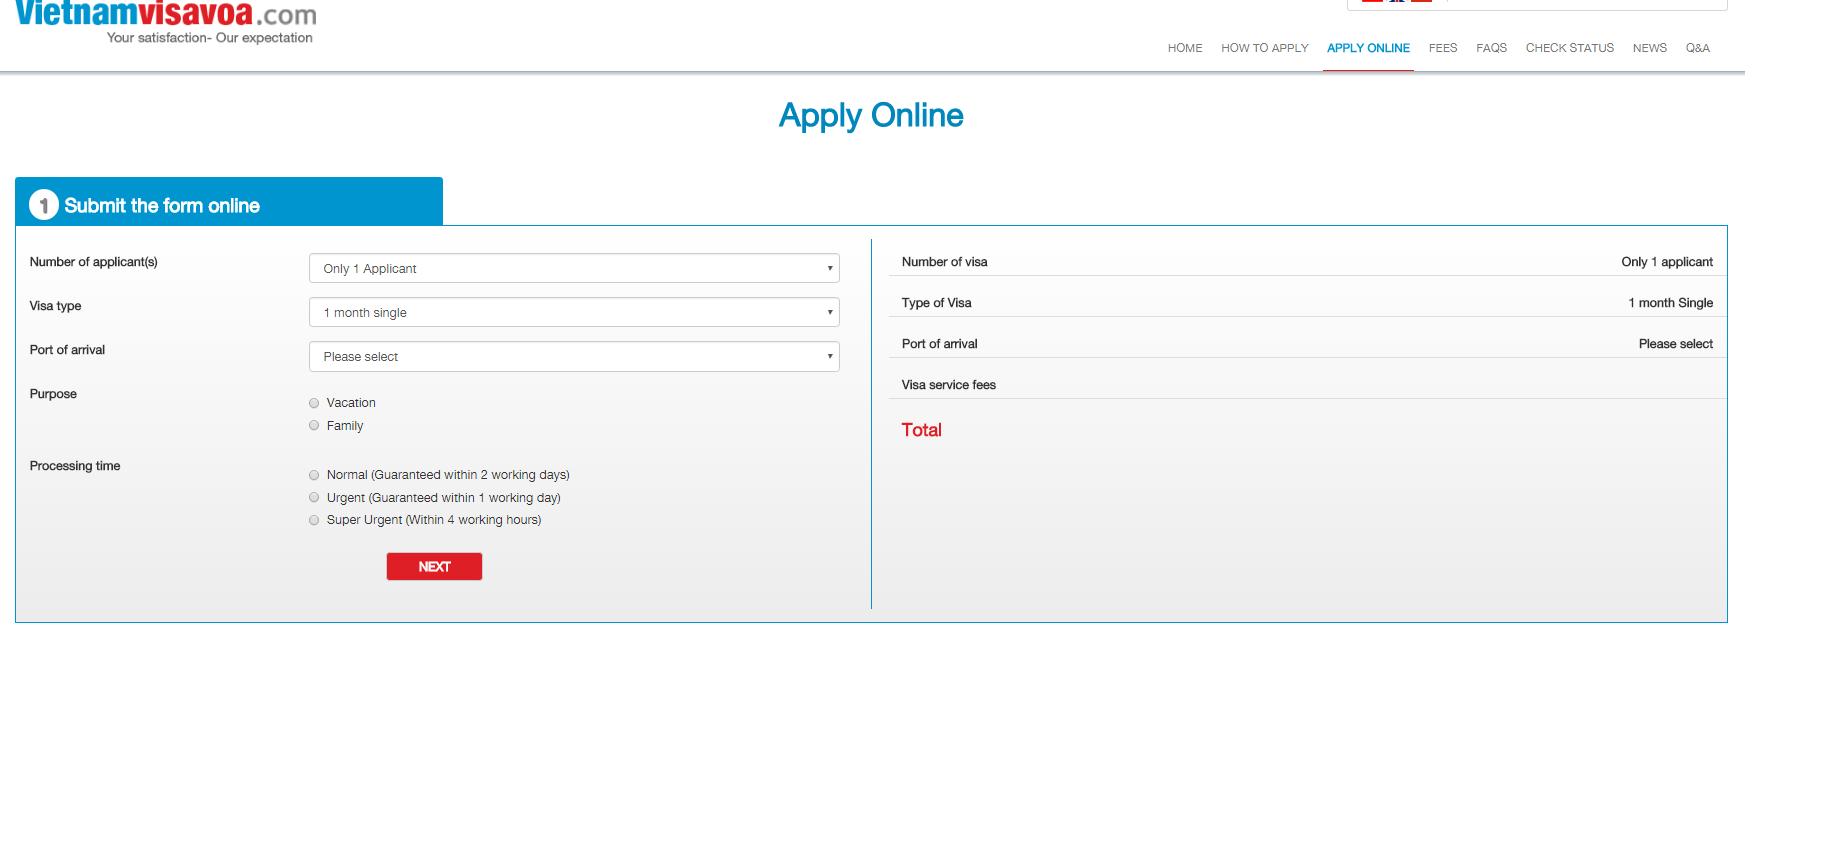 Vietnamvisavoa.com
Your satisfaction- Our expectation
HOME HOW TO APPLY APPLY ONLINE FEES FAQS CHECK STATUS NEWS Q&A
Apply Online
1 Submit the form online
Number of applicant(s) Only 1 Applicant
Visa type 1 month single
Port of arrival Please select
Purpose
Vacation
Family
Processing time
Normal (Guaranteed within 2 working days)
Urgent (Guaranteed within 1 working day)
Super Urgent (Within 4 working hours)
NEXT
Number of visa Only 1 applicant
Type of Visa 1 month Single
Port of arrival Please select
Visa service fees
Total